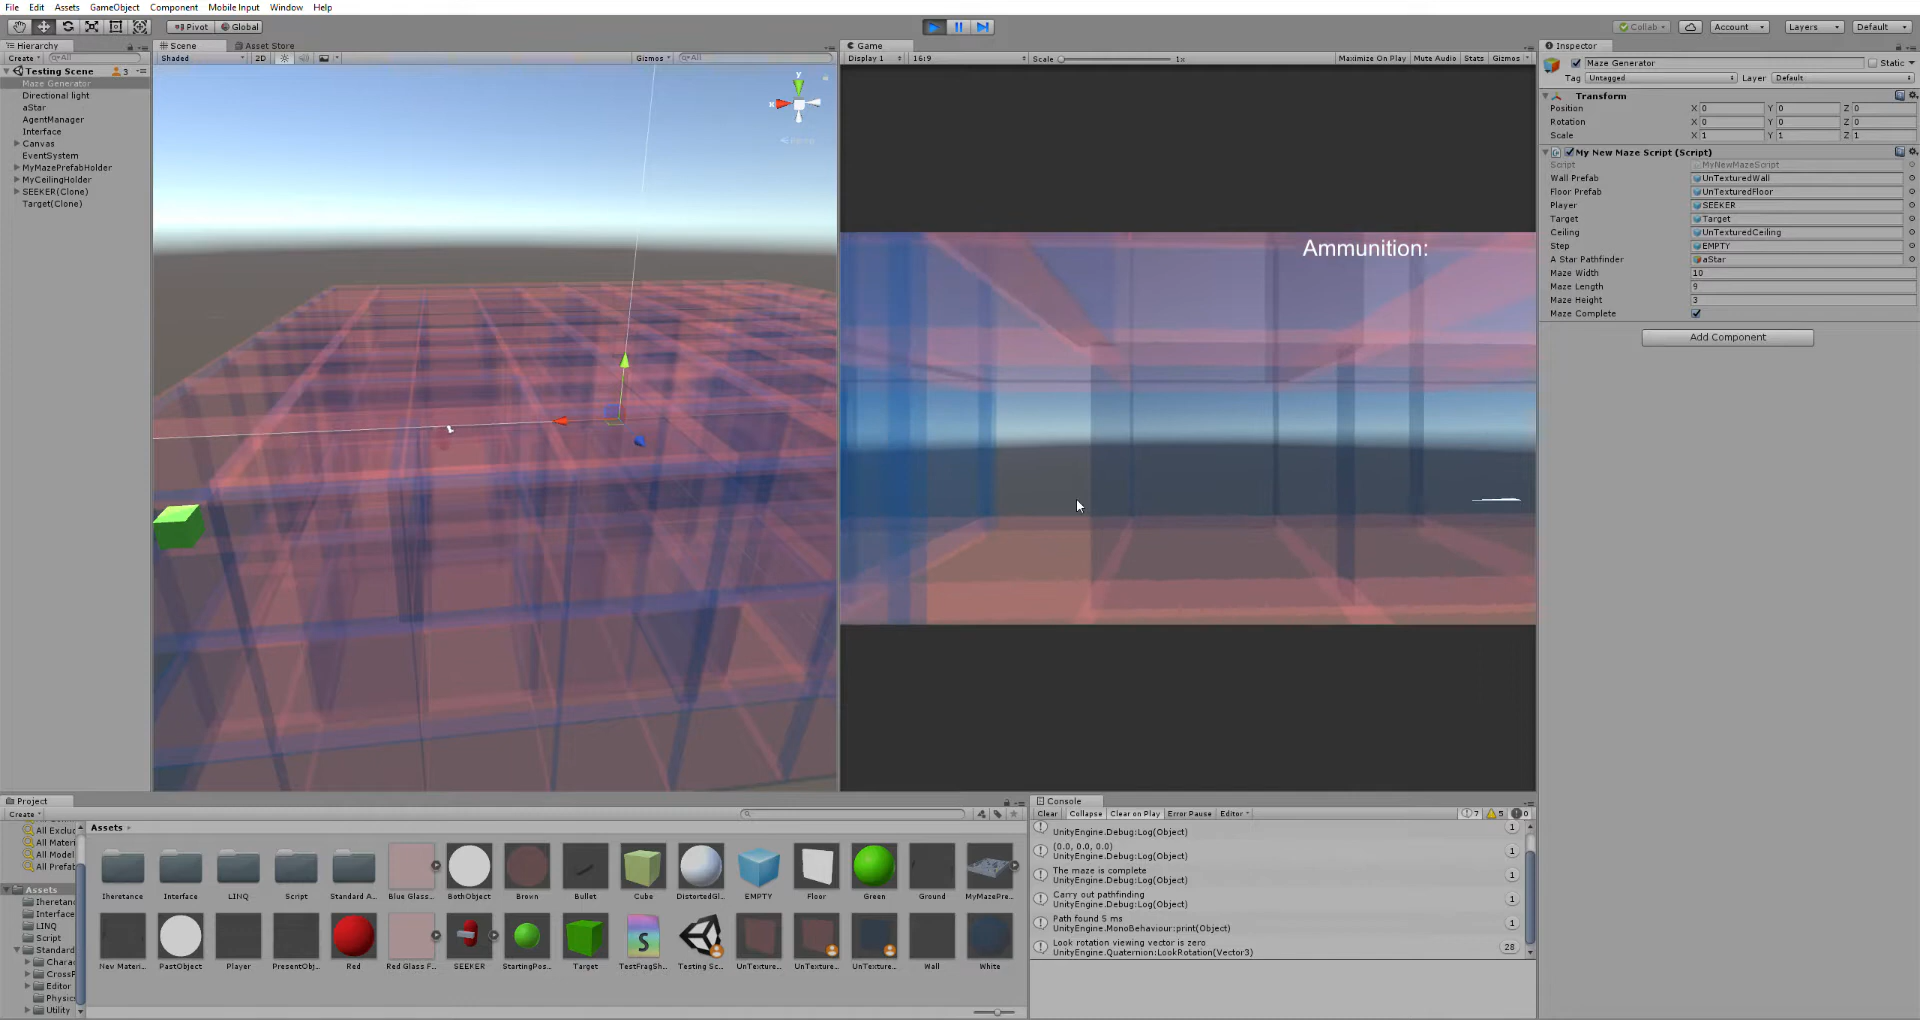 File Edit Assets GameObject Component Mobile Input Window Help
Pivot Global Collab Account Layers Default
Hierarchy
Create All
Testing Scene 3
Maze Generator
Directional light
aStar
AgentManager
Interface
Canvas
EventSystem
MyMazePrefabHolder
MyCeilingHolder
SEEKER(Clone)
Target(Clone)
Scene Asset Store
Shaded 2D Gizmos All
y
x
Persp
Game
Display 1 16:9 Scale 1x Maximize On Play Mute Audio Stats Gizmos
Ammunition:
Inspector
Maze Generator Static
Tag Untagged Layer Default
Transform
Position X 0 Y 0 Z 0
Rotation X 0 Y 0 Z 0
Scale X 1 Y 1 Z 1
My New Maze Script (Script)
Script MyNewMazeScript
Wall Prefab UnTexturedWall
Floor Prefab UnTexturedFloor
Player SEEKER
Target Target
Ceiling UnTexturedCeiling
Step EMPTY
A Star Pathfinder aStar
Maze Width 10
Maze Length 9
Maze Height 3
Maze Complete
Add Component
Project
Create
All Exclu
All Materi
All Model
All Prefab
Assets
Iheretanc
Interface
LINQ
Script
Standard
Charac
CrossP
Editor
Physic
Utility
Assets
Iheretance Interface LINQ Script Standard A... Blue Glass... BothObject Brown Bullet Cube DistortedGl... EMPTY Floor Green Ground MyMazePre...
New Materi... PastObject Player PresentObj... Red Red Glass F... SEEKER StartingPos... Target TestFragSh... Testing Sc... UnTexture... UnTexture... UnTexture... Wall White
Console
Clear Collapse Clear on Play Error Pause Editor 7 5 0
UnityEngine.Debug:Log(Object) 1
(0.0, 0.0, 0.0)
UnityEngine.Debug:Log(Object) 1
The maze is complete
UnityEngine.Debug:Log(Object) 1
Carry out pathfinding
UnityEngine.Debug:Log(Object) 1
Path found 5 ms
UnityEngine.MonoBehaviour:print(Object) 1
Look rotation viewing vector is zero
UnityEngine.Quaternion:LookRotation(Vector3) 28